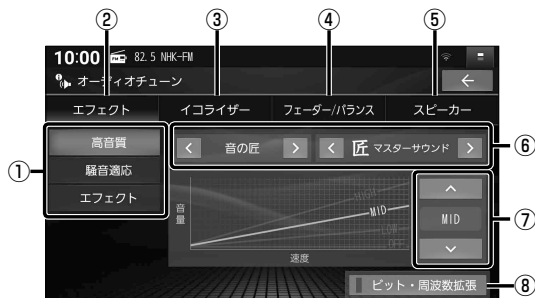 ② ③ ④ ⑤
10:00 FM 82.5 NHK-FM
オーディオチューン
エフェクト イコライザー フェーダー/バランス スピーカー
① 高音質
騒音適応
エフェクト
音の匠 匠 マスターサウンド ⑥
音量
HIGH
MID
LOW
OFF
速度
MID ⑦
ビット・周波数拡張 ⑧